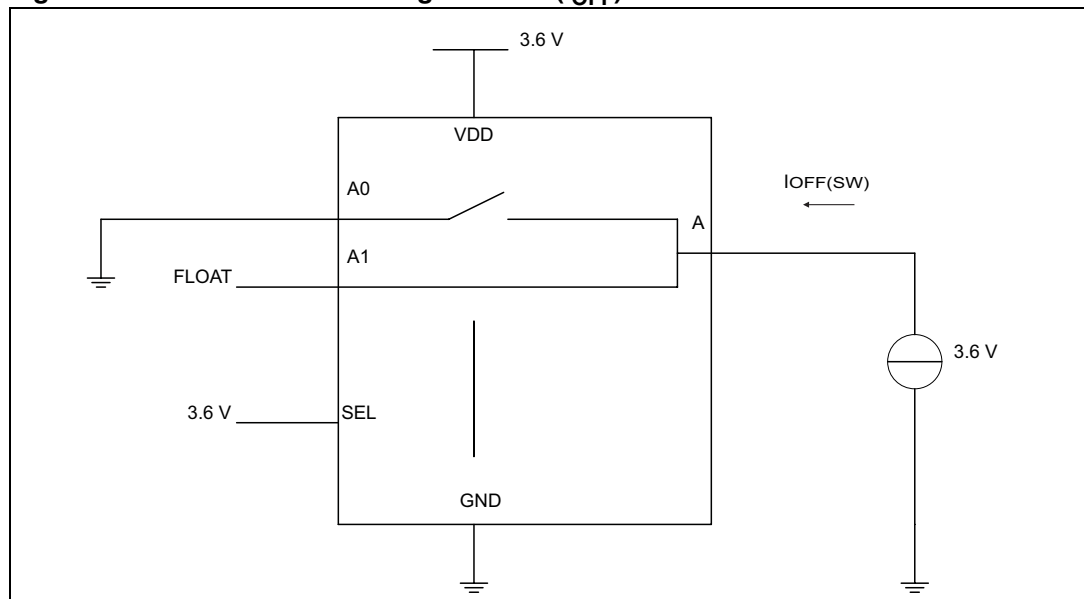 3.6 V
VDD
A0
IOFF(SW)
A
A1
FLOAT
3.6 V
3.6 V
SEL
GND